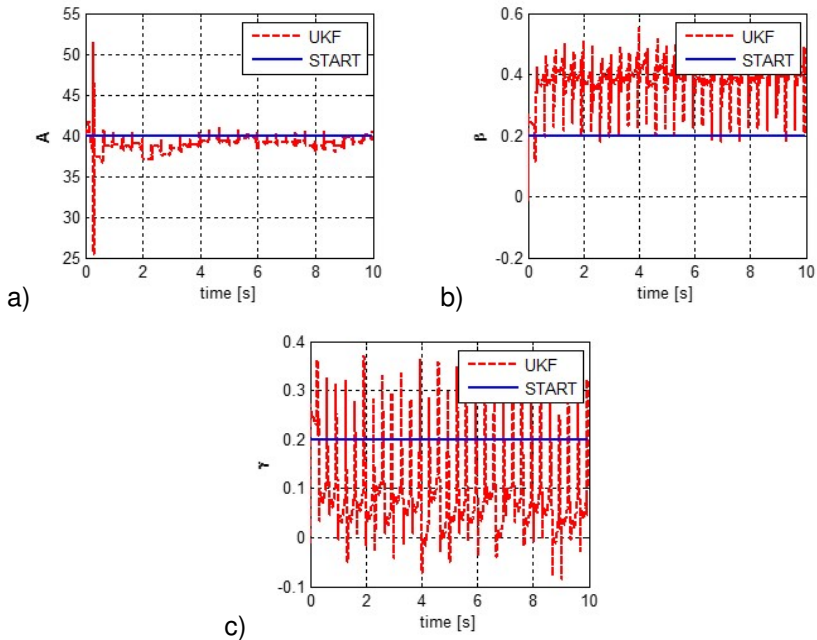 55
50
45
40
35
30
25
A
0 2 4 6 8 10
time [s]
UKF
START
a)
0.6
0.4
0.2
0
-0.2
β
0 2 4 6 8 10
time [s]
UKF
START
b)
0.4
0.3
0.2
0.1
0
-0.1
γ
0 2 4 6 8 10
time [s]
UKF
START
c)